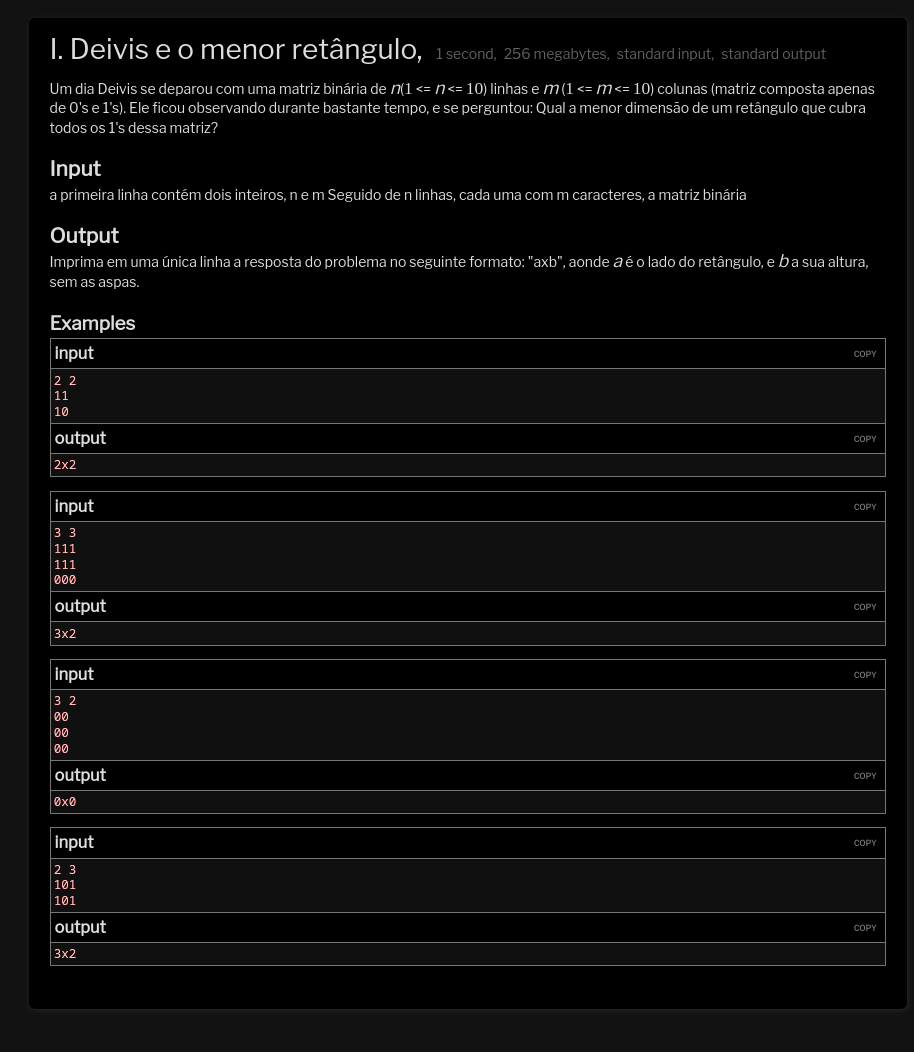 I. Deivis e o menor retângulo, 1 second, 256 megabytes, standard input, standard output
Um dia Deivis se deparou com uma matriz binária de n(1 <= n <= 10) linhas e m (1 <= m <= 10) colunas (matriz composta apenas
de 0's e 1's). Ele ficou observando durante bastante tempo, e se perguntou: Qual a menor dimensão de um retângulo que cubra
todos os 1's dessa matriz?
Input
a primeira linha contém dois inteiros, n e m Seguido de n linhas, cada uma com m caracteres, a matriz binária
Output
Imprima em uma única linha a resposta do problema no seguinte formato: "axb", aonde a é o lado do retângulo, e b a sua altura,
sem as aspas.
Examples
input COPY
2 2
11
10
output COPY
2x2
input COPY
3 3
111
111
000
output COPY
3x2
input COPY
3 2
00
00
00
output COPY
0x0
input COPY
2 3
101
101
output COPY
3x2